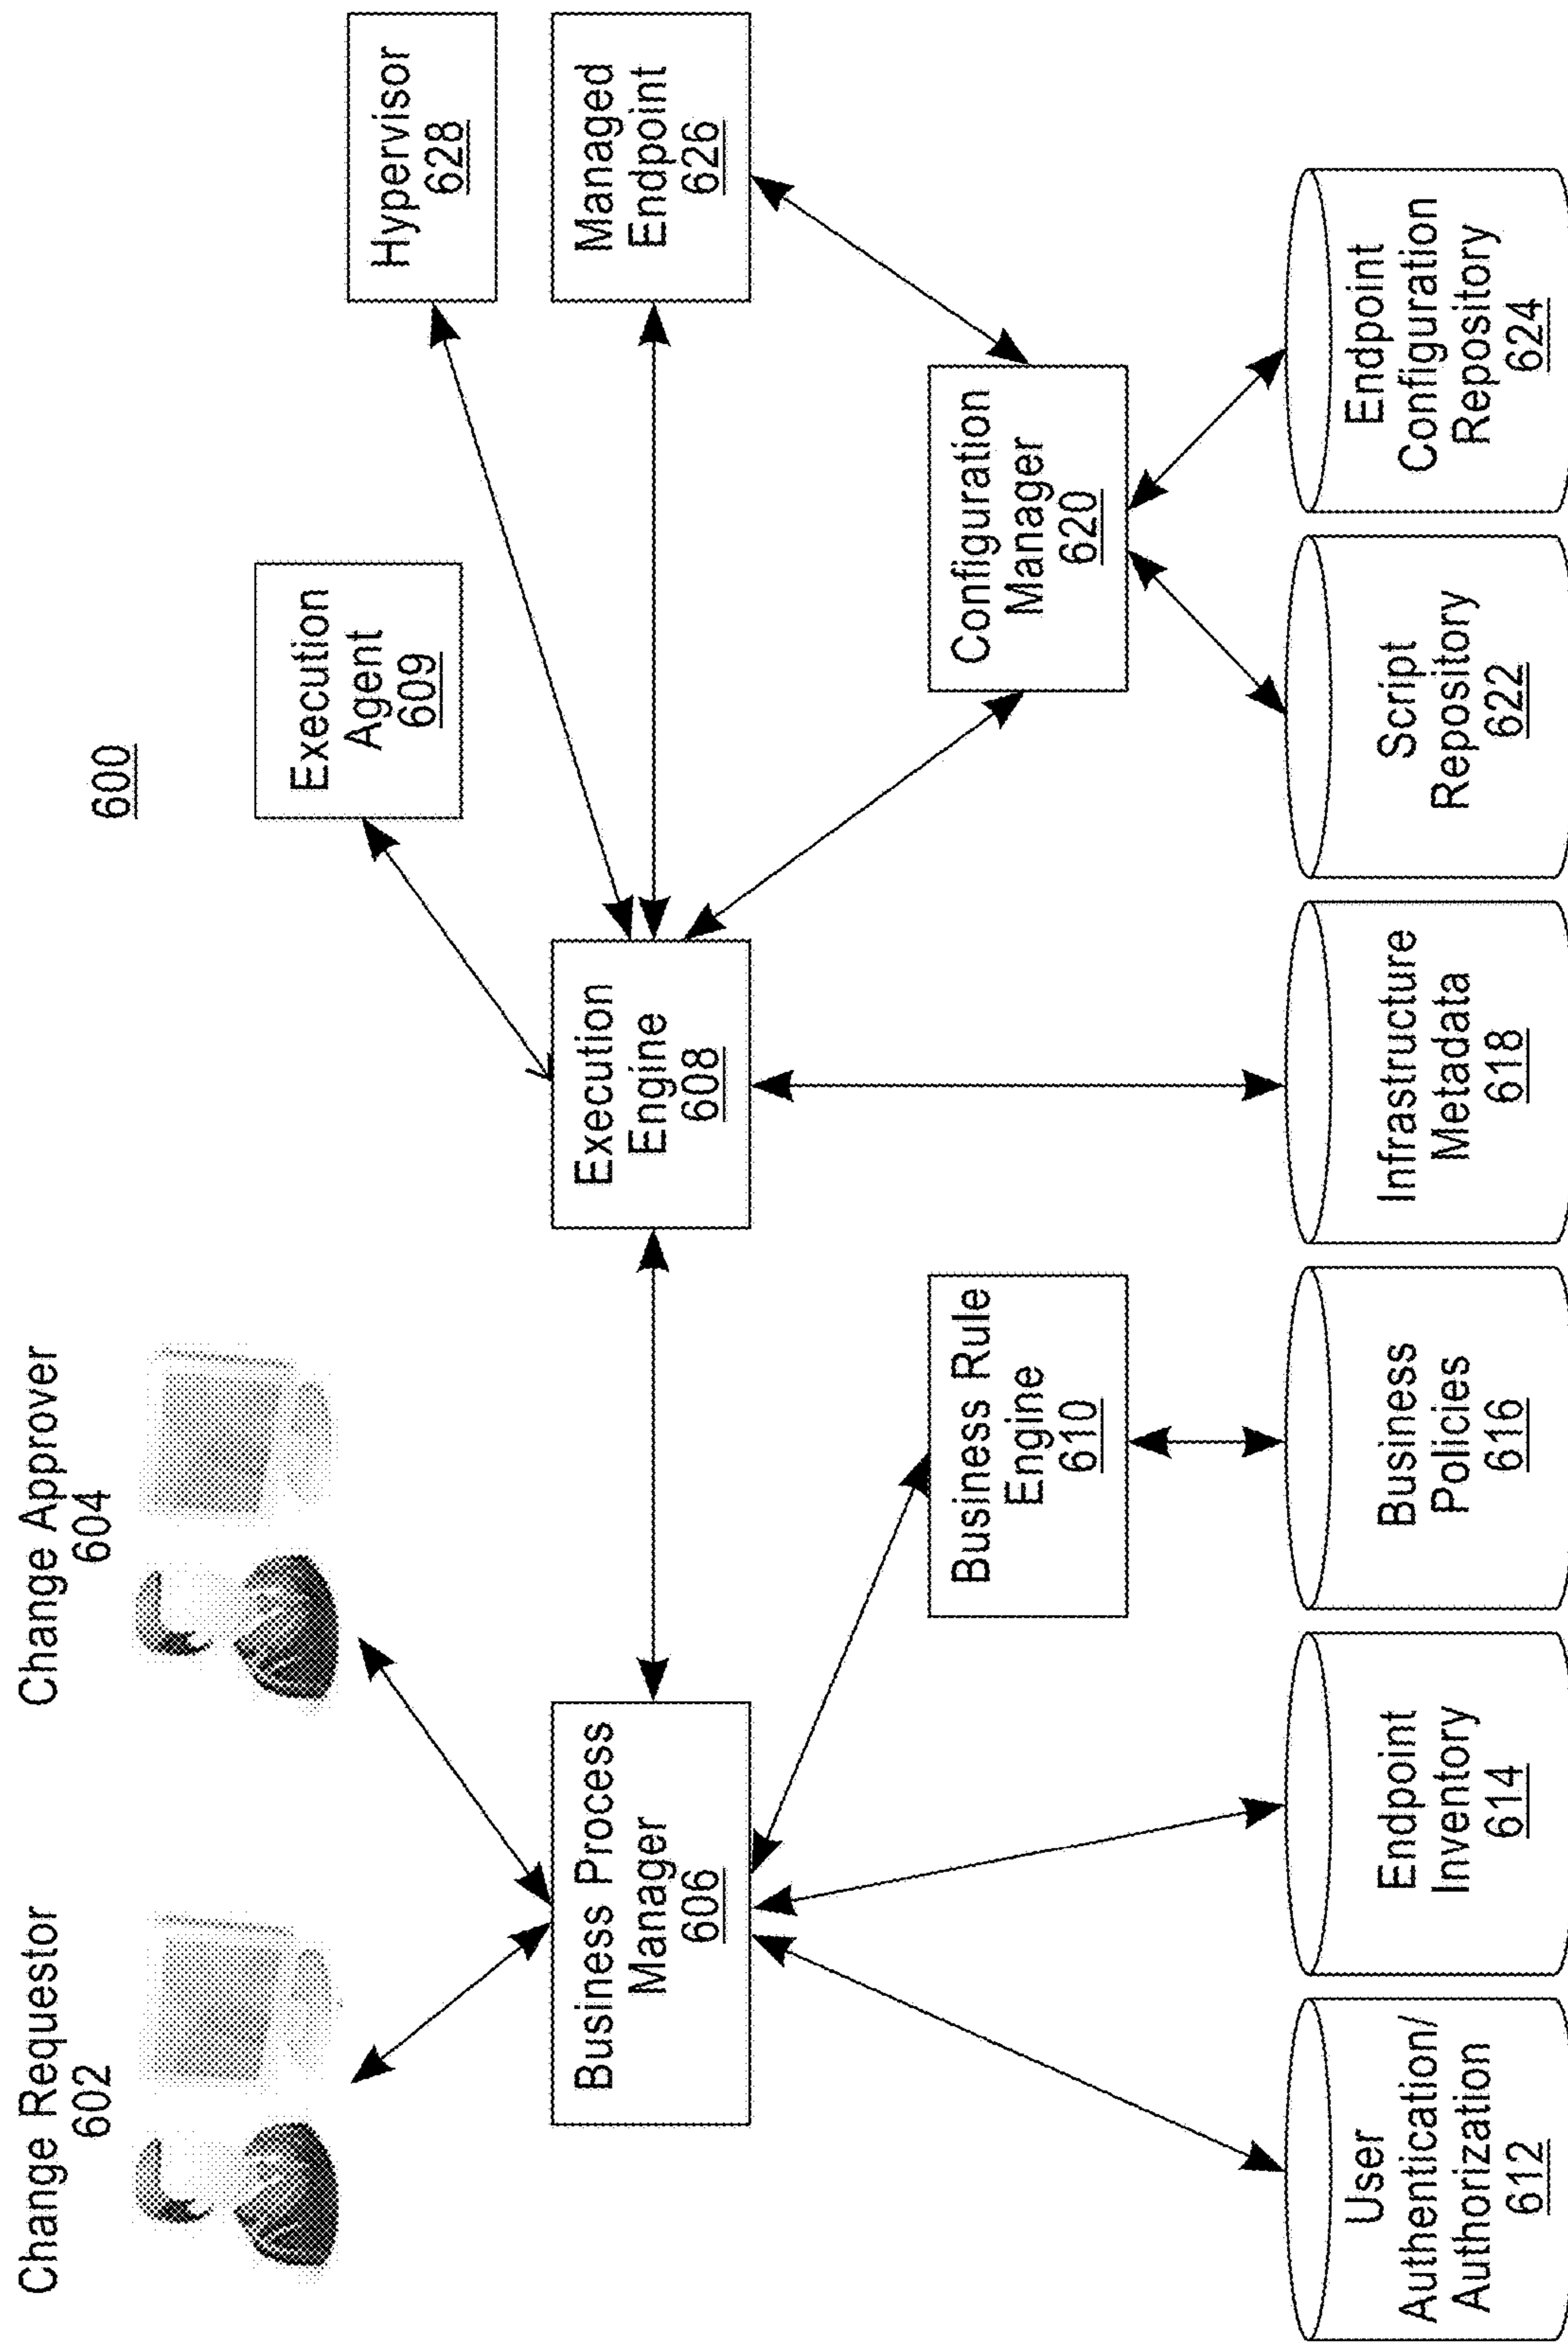 600
Change Requestor
602
Change Approver
604
Execution
Agent
609
Hypervisor
628
Business Process
Manager
606
Execution
Engine
608
Managed
Endpoint
626
Business Rule
Engine
610
Configuration
Manager
620
User
Authentication/
Authorization
612
Endpoint
Inventory
614
Business
Policies
616
Infrastructure
Metadata
618
Script
Repository
622
Endpoint
Configuration
Repository
624